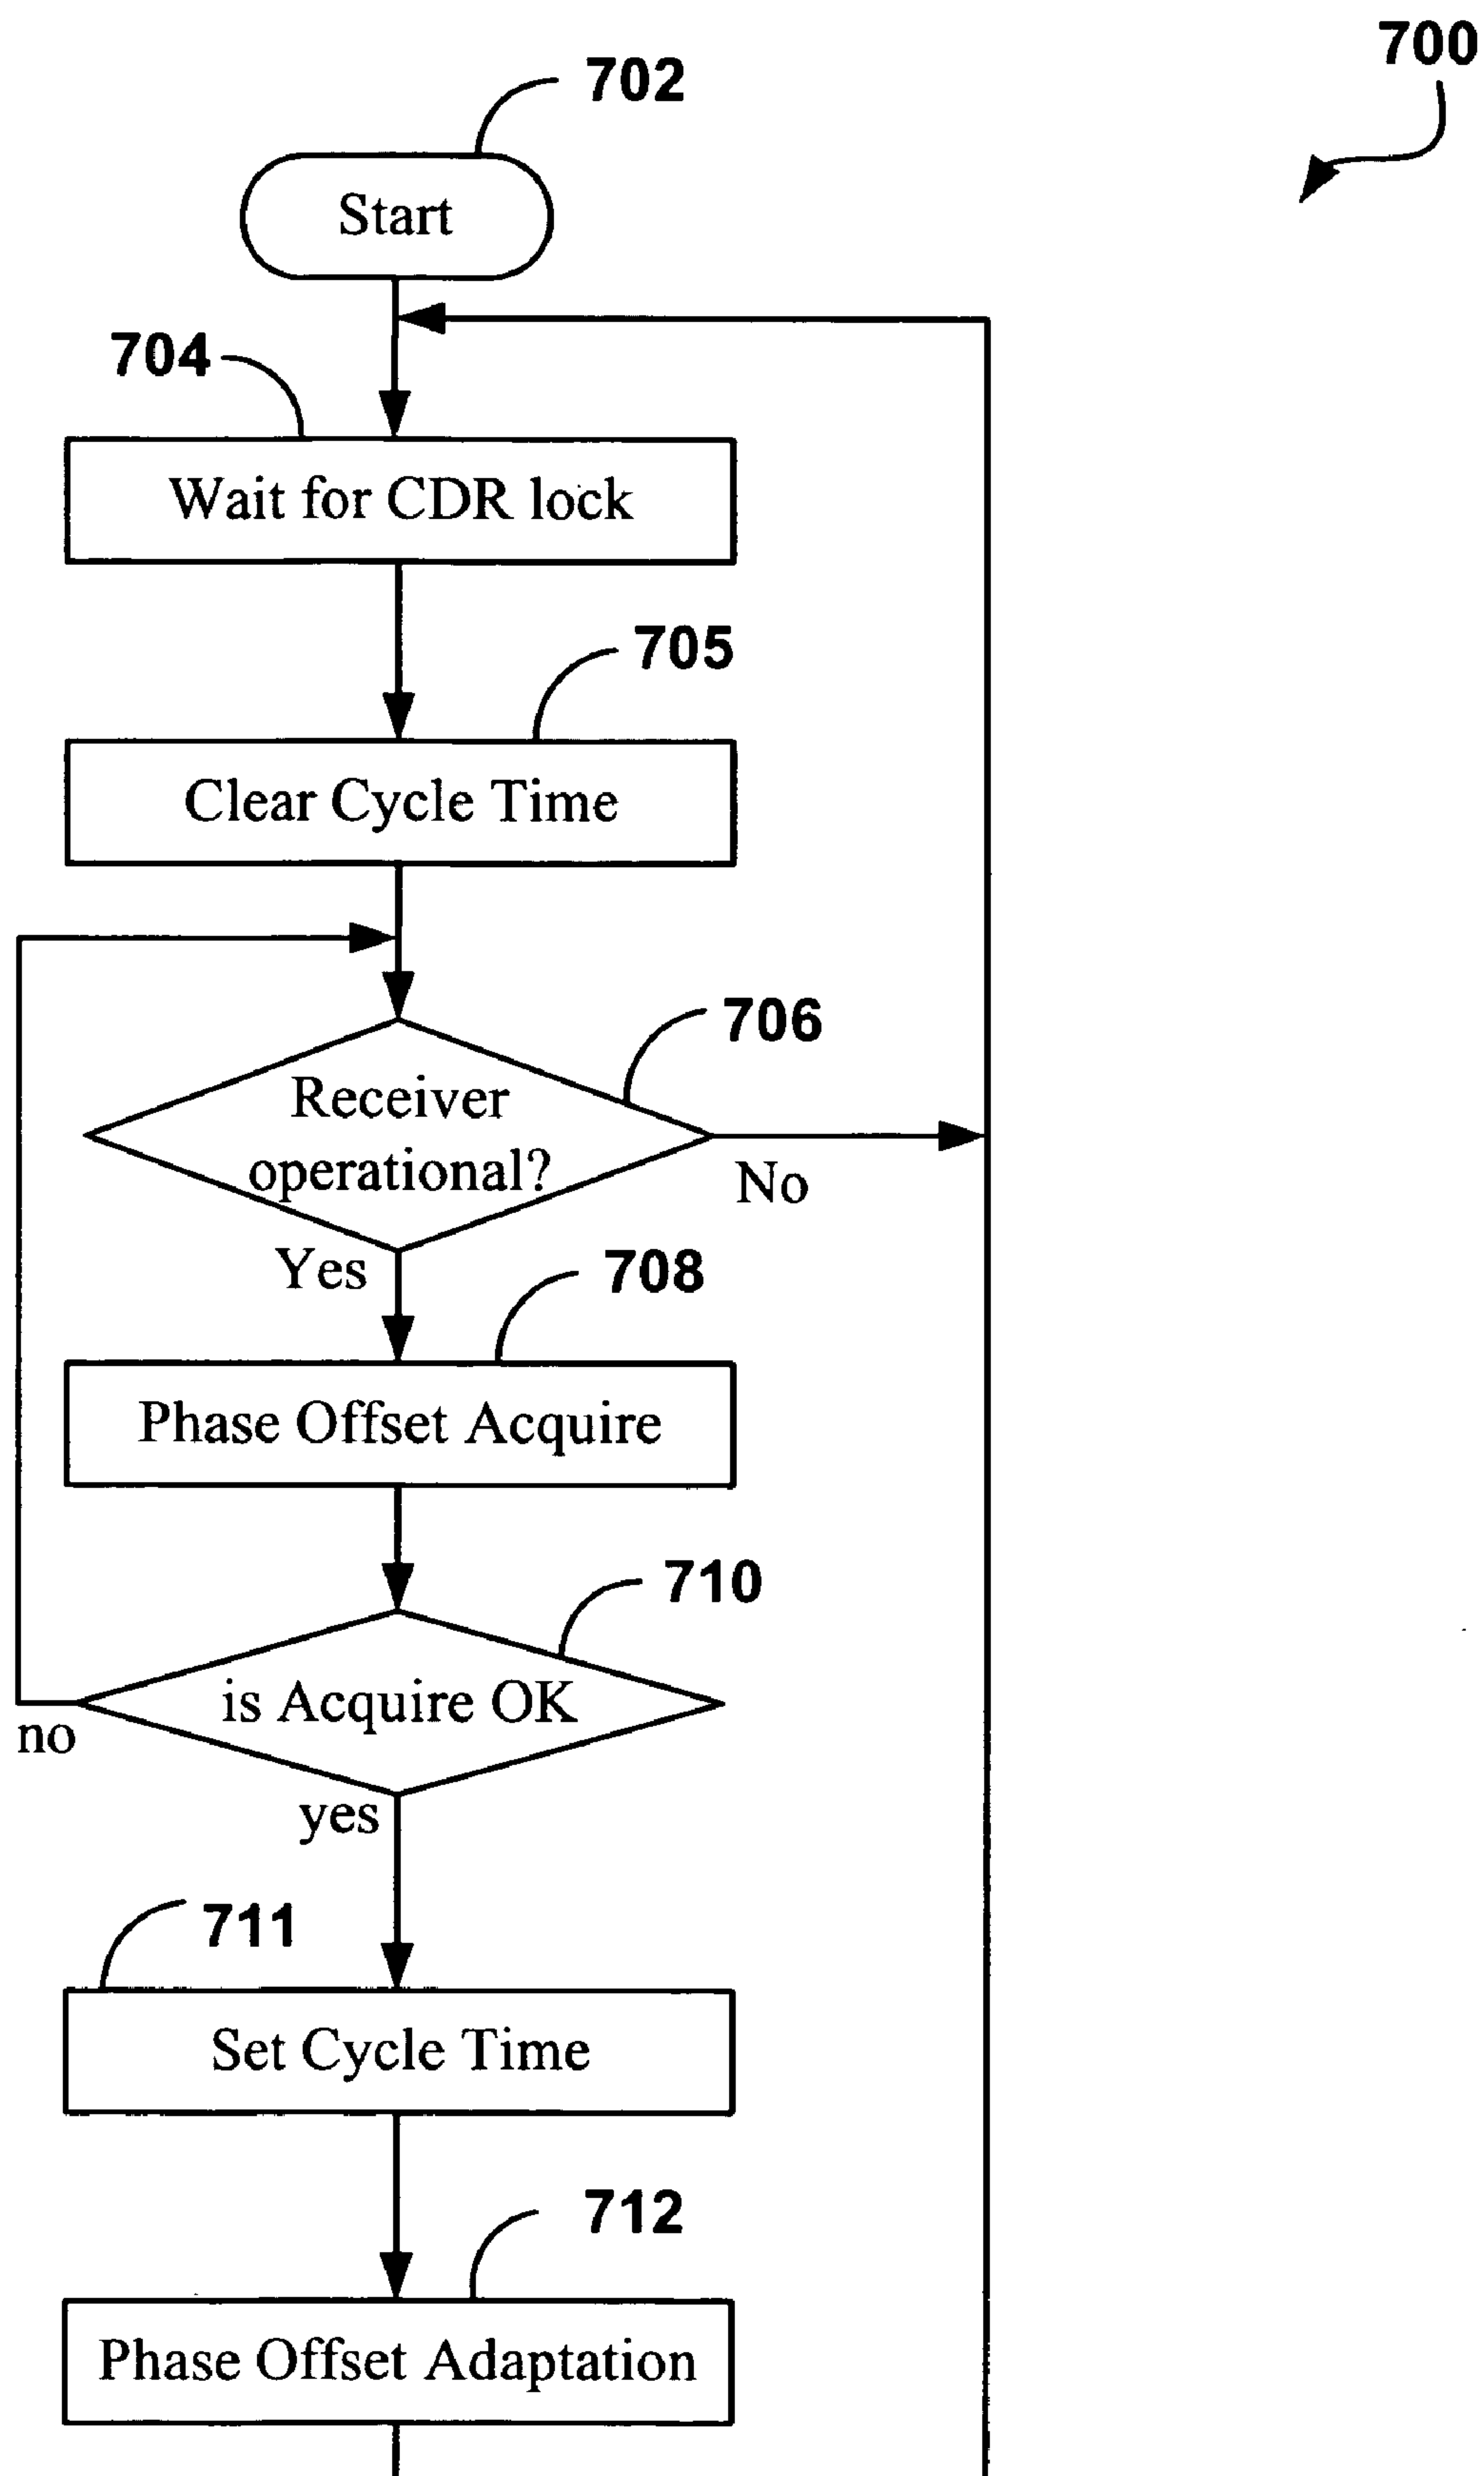 700
702
Start
704
Wait for CDR lock
705
Clear Cycle Time
706
Receiver
operational?
No
Yes
708
Phase Offset Acquire
710
is Acquire OK
no
yes
711
Set Cycle Time
712
Phase Offset Adaptation